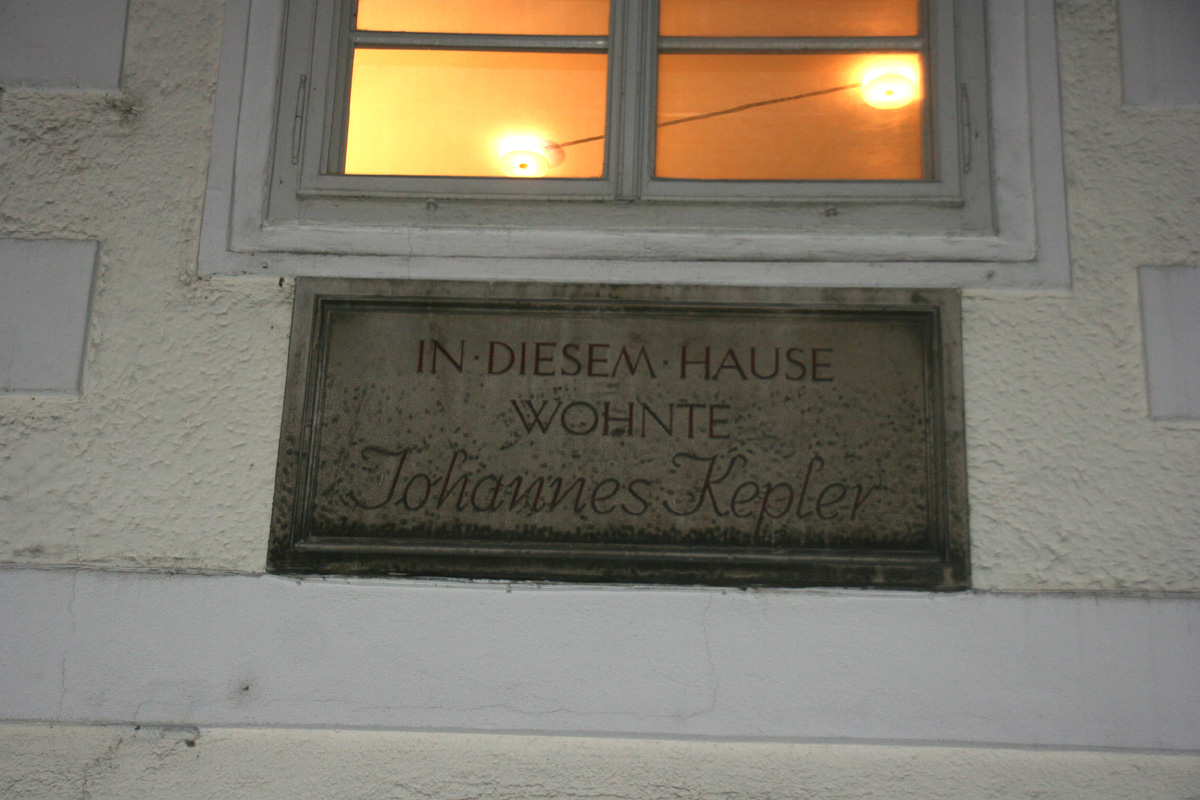 IN · DIESEM · HAUSE
WOHNTE
Johannes Kepler